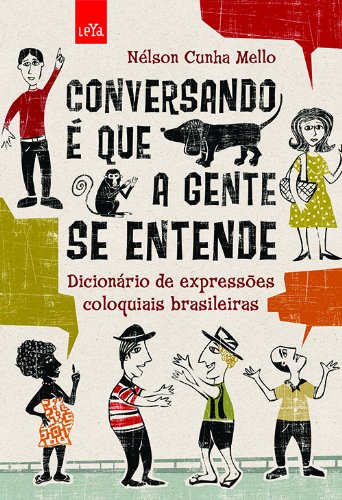 LeYa
Nélson Cunha Mello
CONVERSANDO
É QUE
A GENTE
SE ENTENDE
Dicionário de expressões
coloquiais brasileiras